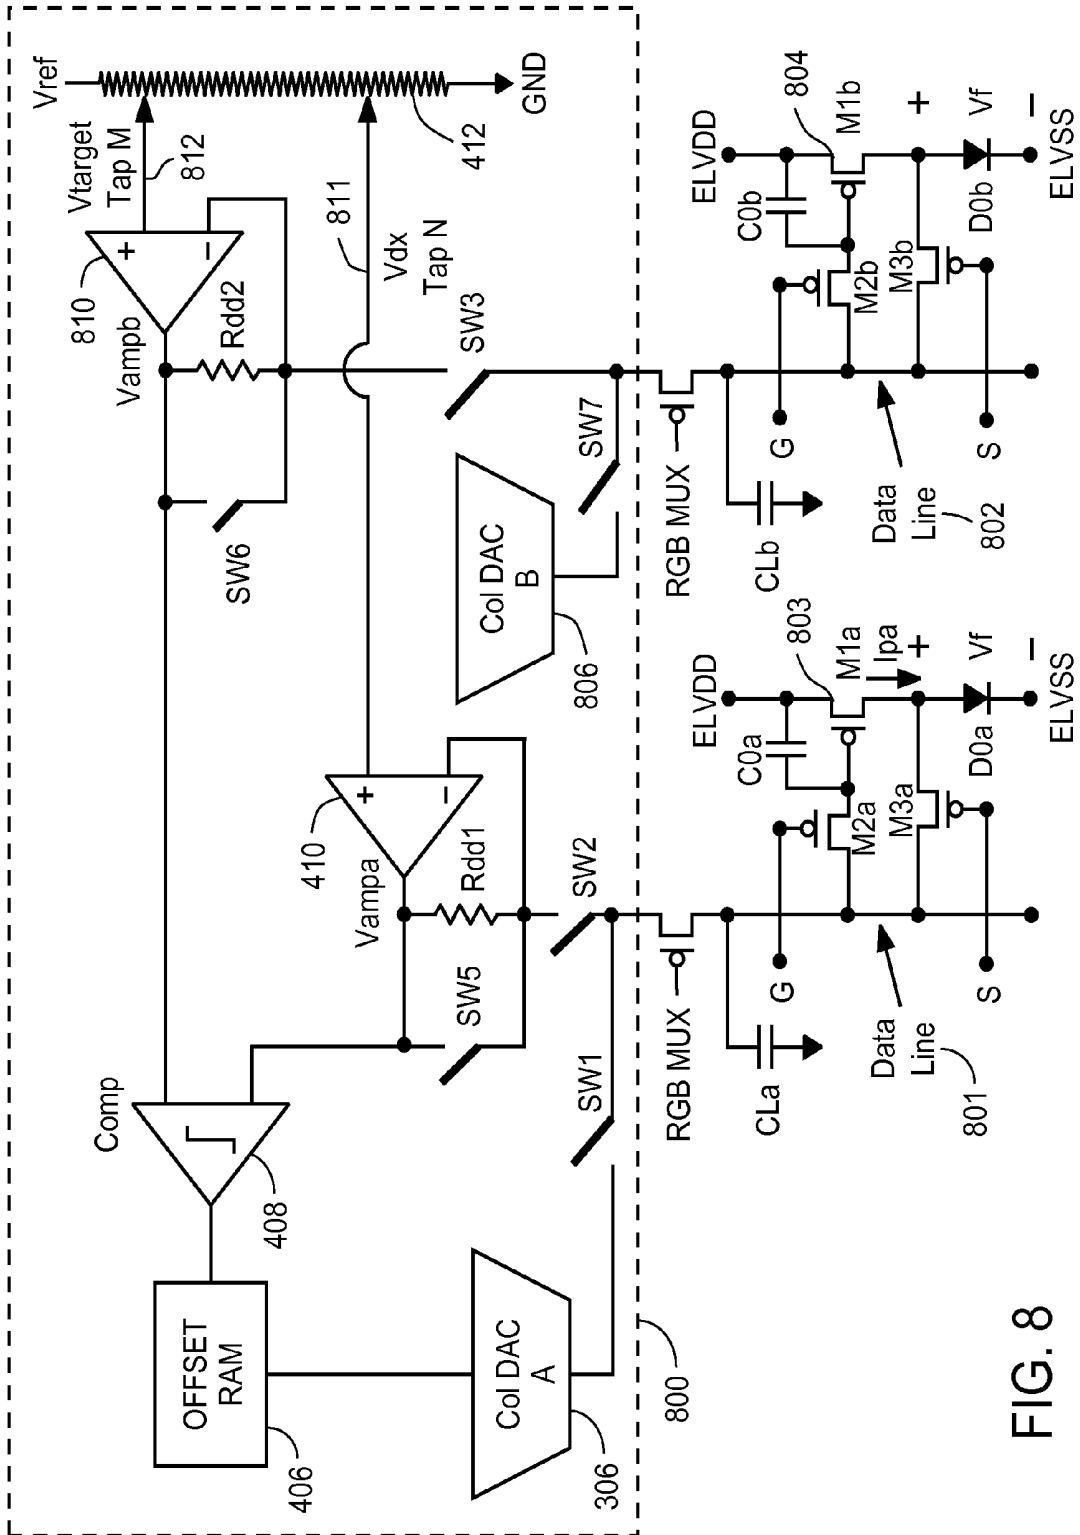 Vref
Vtarget
Tap M
812
810
Vampb
Rdd2
SW6
811
Vdx
Tap N
412
GND
SW3
Comp
408
410
Vampa
Rdd1
SW5
SW2
SW1
OFFSET
RAM
406
Col DAC
A
306
Col DAC
B
806
SW7
800
RGB MUX
CLa
G
ELVDD
C0a
803
M1a
Ipa
M2a
M3a
+
Vf
−
D0a
ELVSS
Data
Line
801
S
RGB MUX
CLb
G
ELVDD
C0b
804
M1b
M2b
M3b
+
Vf
−
D0b
ELVSS
Data
Line
802
S
+
−
+
−
FIG. 8